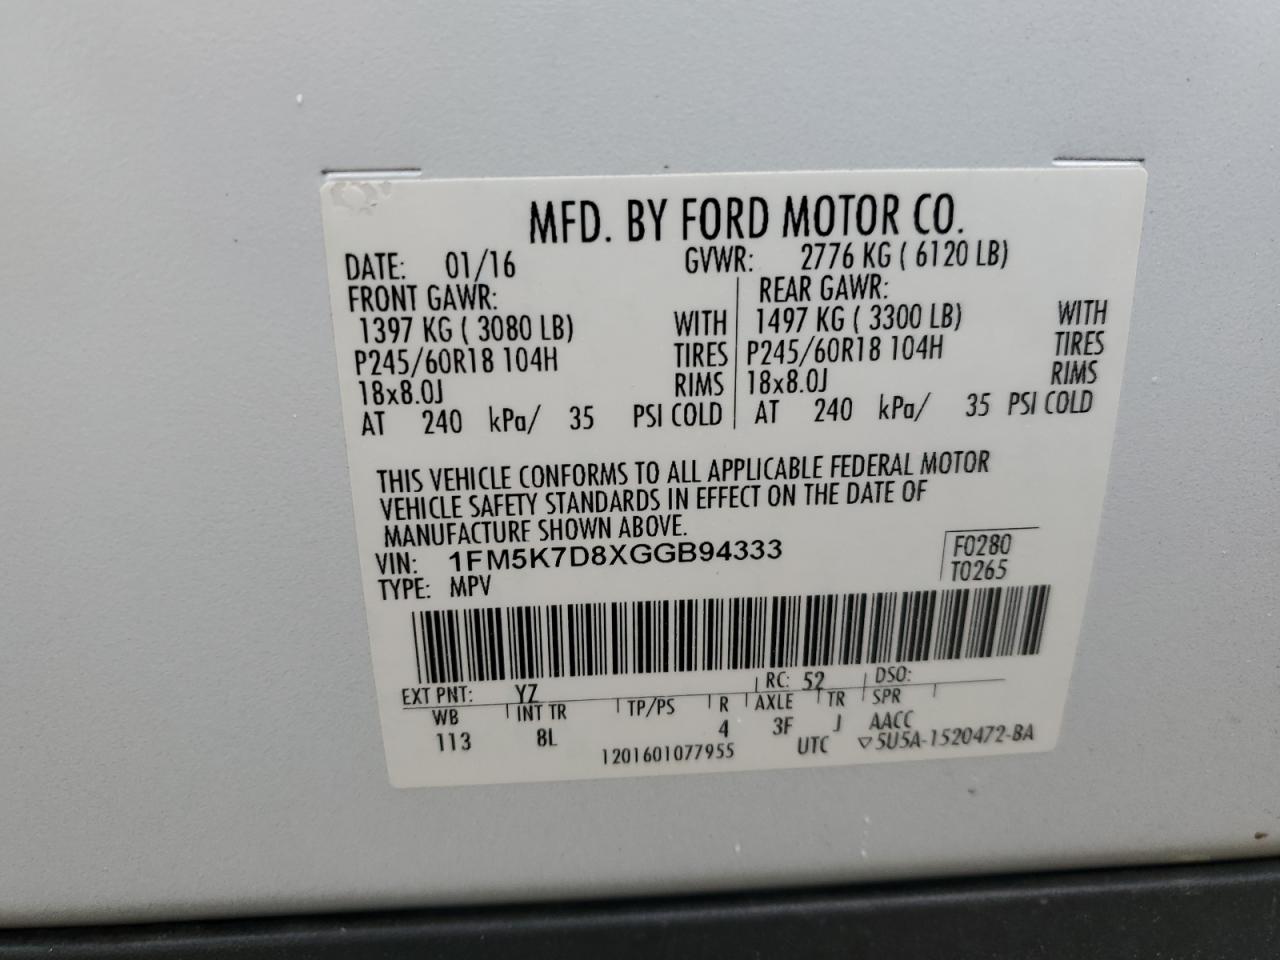 MFD. BY FORD MOTOR CO.
DATE: 01/16 GVWR: 2776 KG ( 6120 LB)
FRONT GAWR: REAR GAWR:
1397 KG ( 3080 LB) WITH 1497 KG ( 3300 LB) WITH
P245/60R18 104H TIRES P245/60R18 104H TIRES
18x8.0J RIMS 18x8.0J RIMS
AT 240 kPa/ 35 PSI COLD AT 240 kPa/ 35 PSI COLD
THIS VEHICLE CONFORMS TO ALL APPLICABLE FEDERAL MOTOR
VEHICLE SAFETY STANDARDS IN EFFECT ON THE DATE OF
MANUFACTURE SHOWN ABOVE.
VIN: 1FM5K7D8XGGB94333 F0280
TYPE: MPV T0265
EXT PNT: YZ RC: 52 DSO:
WB INT TR TP/PS R AXLE TR SPR
113 8L 4 3F J AACC
1201601077955 UTC ▽5U5A-1520472-BA